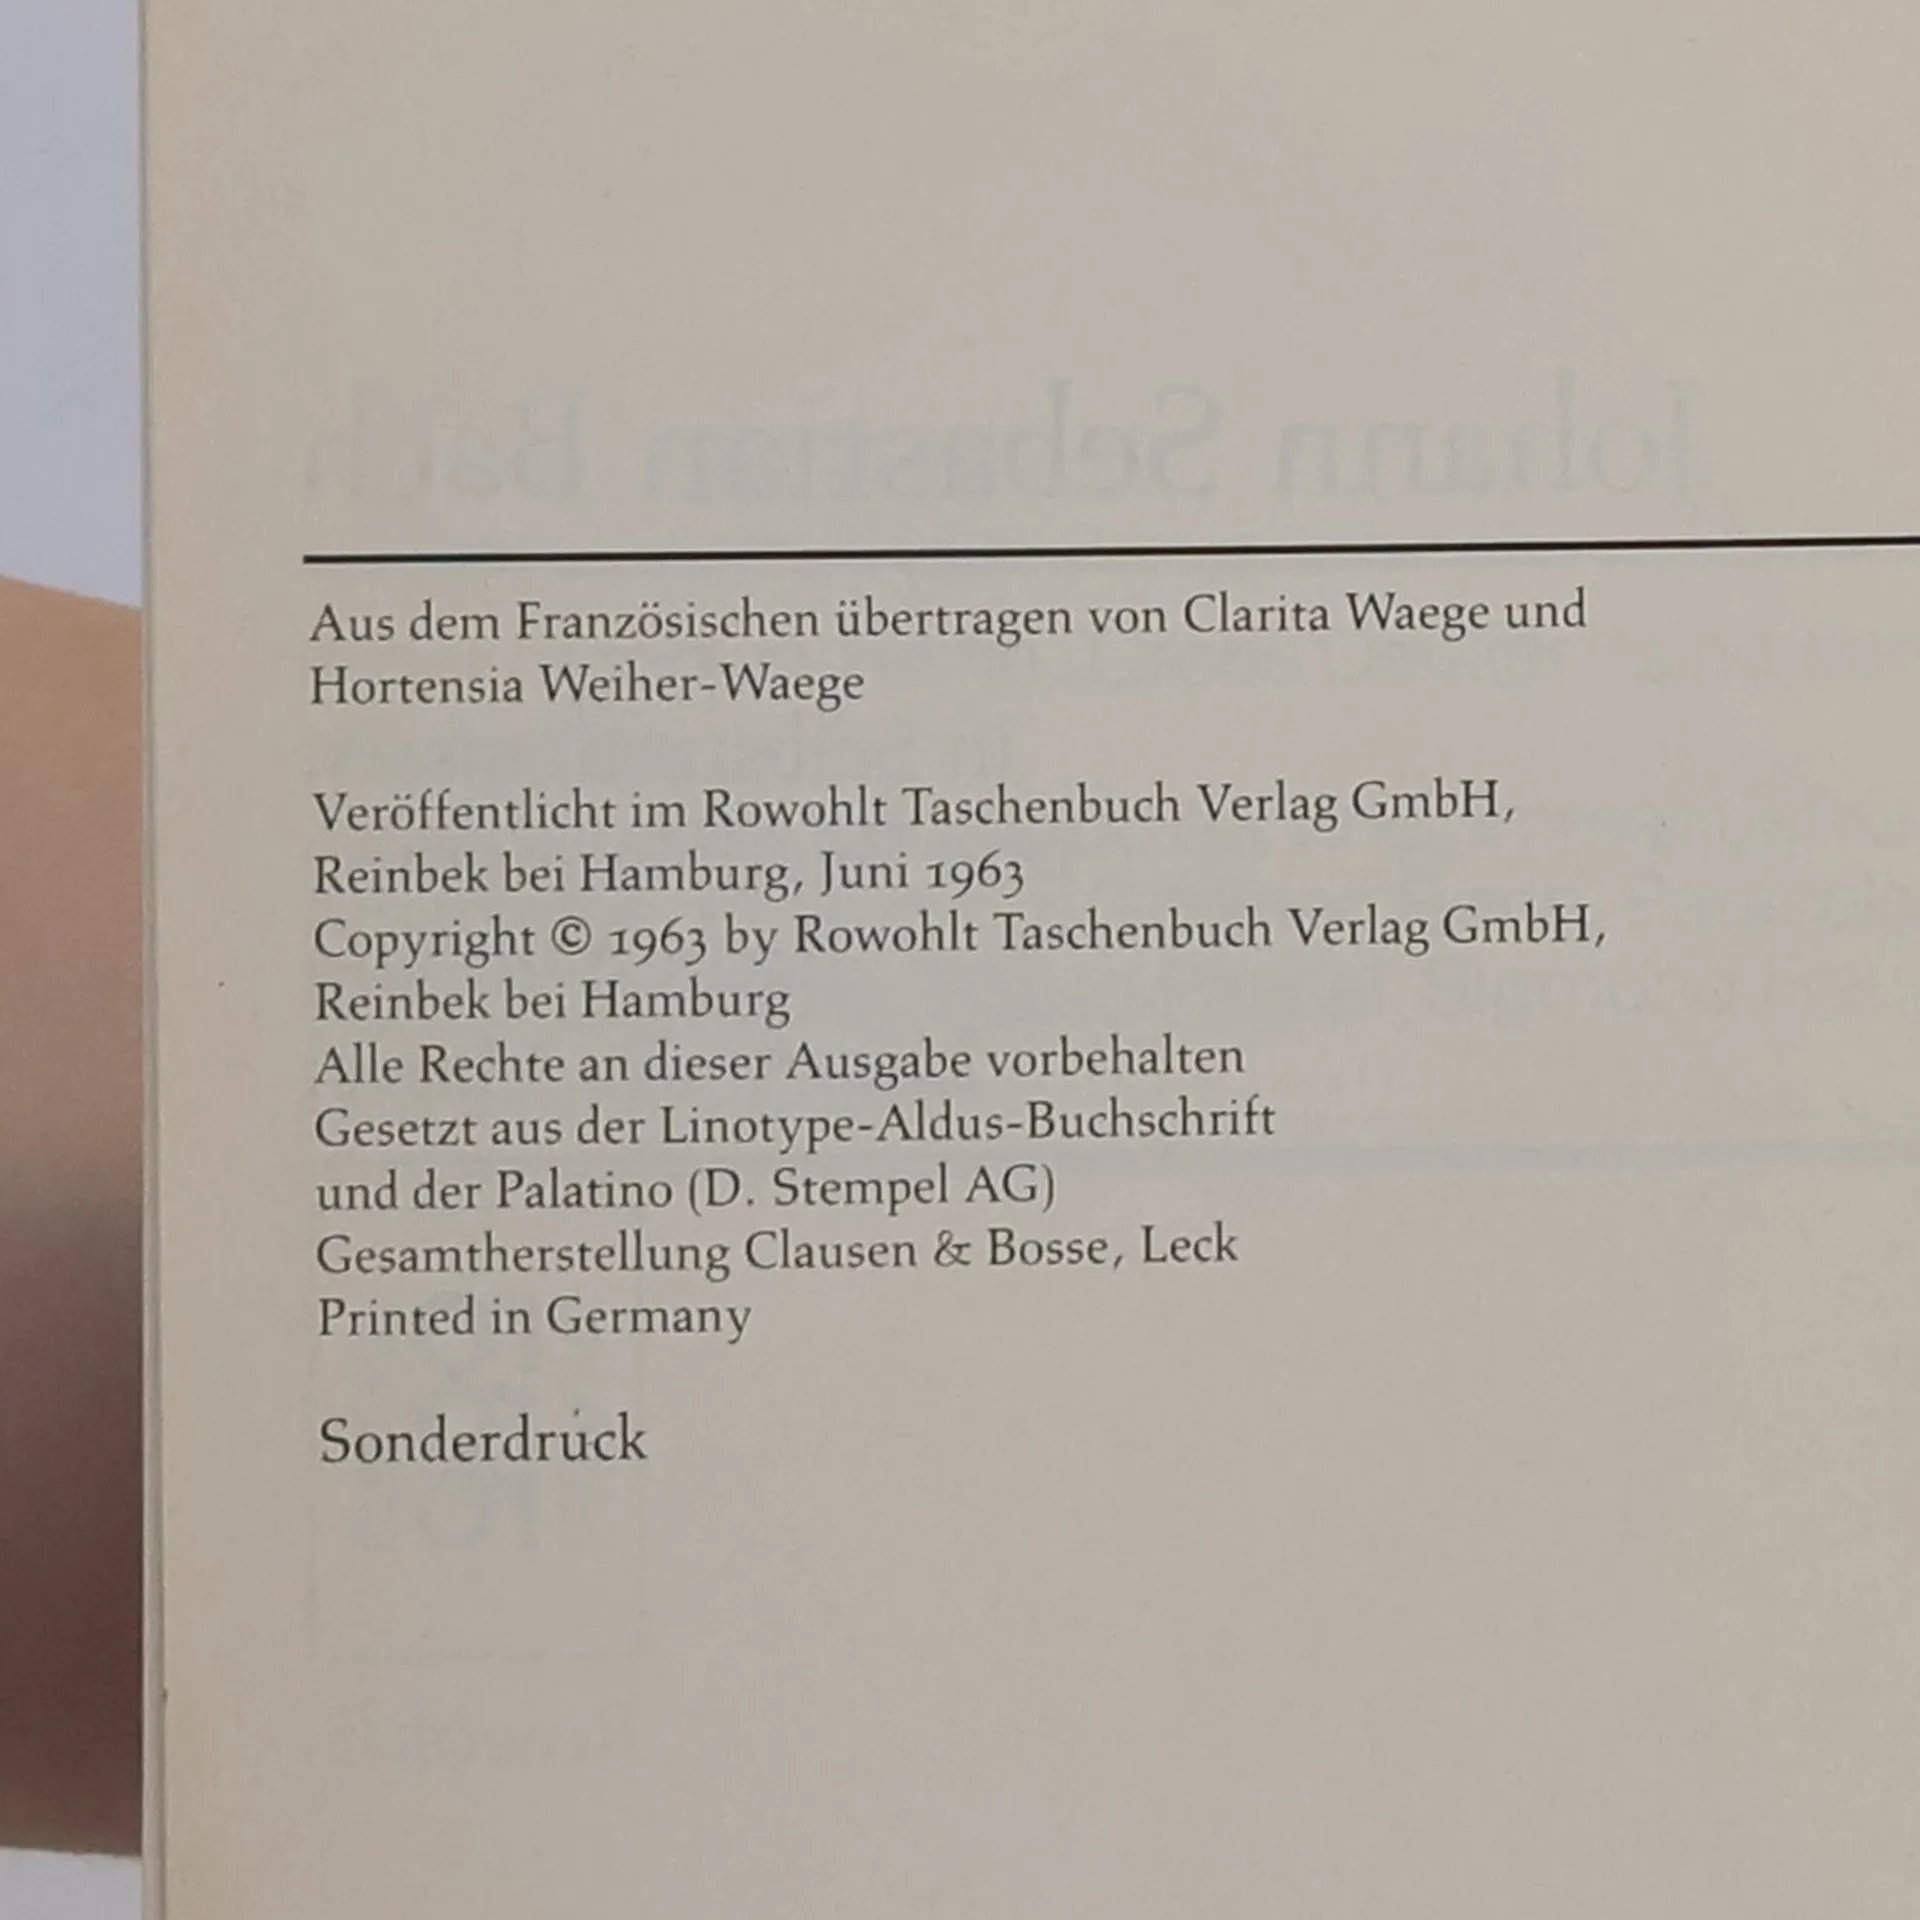 Johann Sebastian Bach
Aus dem Französischen übertragen von Clarita Waege und
Hortensia Weiher-Waege
Veröffentlicht im Rowohlt Taschenbuch Verlag GmbH,
Reinbek bei Hamburg, Juni 1963
Copyright © 1963 by Rowohlt Taschenbuch Verlag GmbH,
Reinbek bei Hamburg
Alle Rechte an dieser Ausgabe vorbehalten
Gesetzt aus der Linotype-Aldus-Buchschrift
und der Palatino (D. Stempel AG)
Gesamtherstellung Clausen & Bosse, Leck
Printed in Germany
Sonderdruck